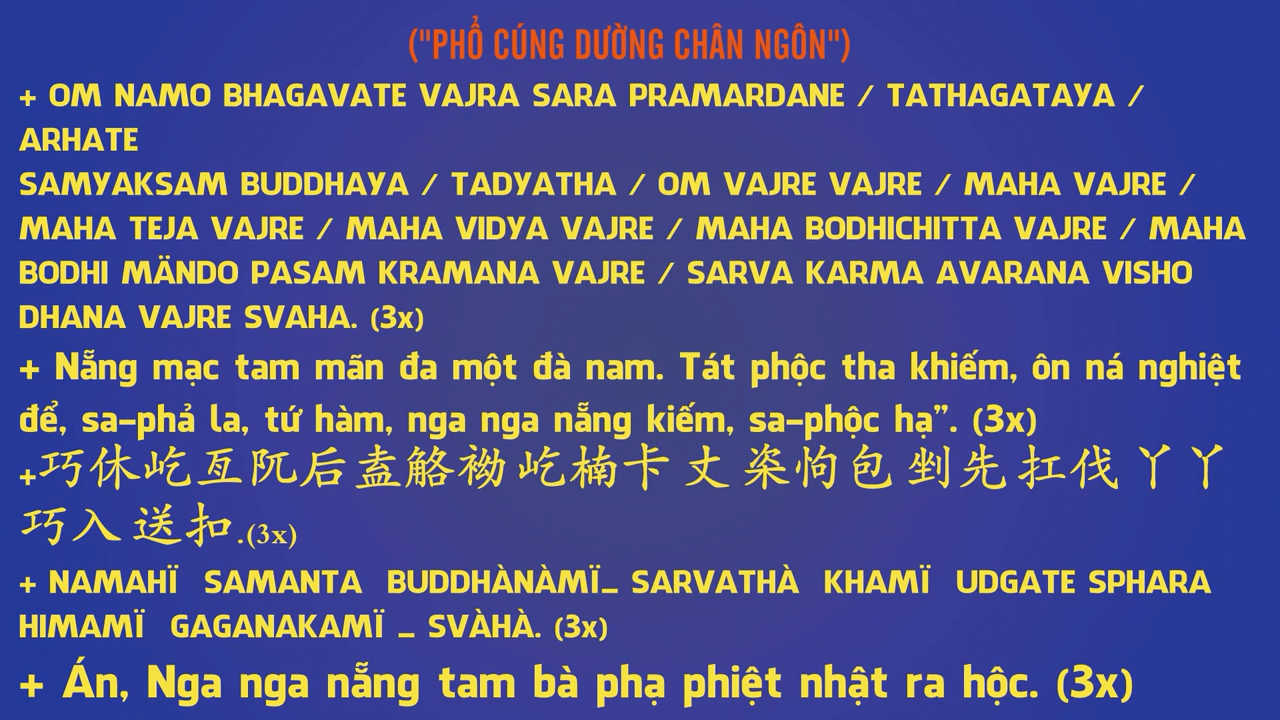 ("PHỔ CÚNG DƯỜNG CHÂN NGÔN")
+ OM NAMO BHAGAVATE VAJRA SARA PRAMARDANE / TATHAGATAYA /
ARHATE
SAMYAKSAM BUDDHAYA / TADYATHA / OM VAJRE VAJRE / MAHA VAJRE /
MAHA TEJA VAJRE / MAHA VIDYA VAJRE / MAHA BODHICHITTA VAJRE / MAHA
BODHI MÄNDO PASAM KRAMANA VAJRE / SARVA KARMA AVARANA VISHO
DHANA VAJRE SVAHA. (3x)
+ Nẵng mạc tam mãn đa một đà nam. Tát phộc tha khiếm, ôn ná nghiệt
để, sa-phả la, tứ hàm, nga nga nẵng kiếm, sa-phộc hạ”. (3x)
+巧休屹亙阢后盍觡衪屹楠卡丈桼怐包剉先扛伐丫丫
巧入送扣.(3x)
+ NAMAHÏ SAMANTA BUDDHÀNÀMÏ_ SARVATHÀ KHAMÏ UDGATE SPHARA
HIMAMÏ GAGANAKAMÏ _ SVÀHÀ. (3x)
+ Án, Nga nga nẵng tam bà phạ phiệt nhật ra hộc. (3x)